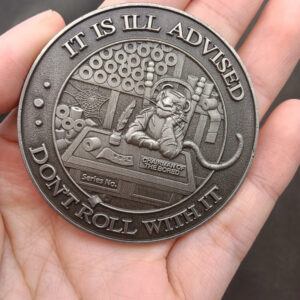 IT IS ILL ADVISED
CHAIRMAN OF
THE BORED
Series No.
DON'T ROLL WITH IT